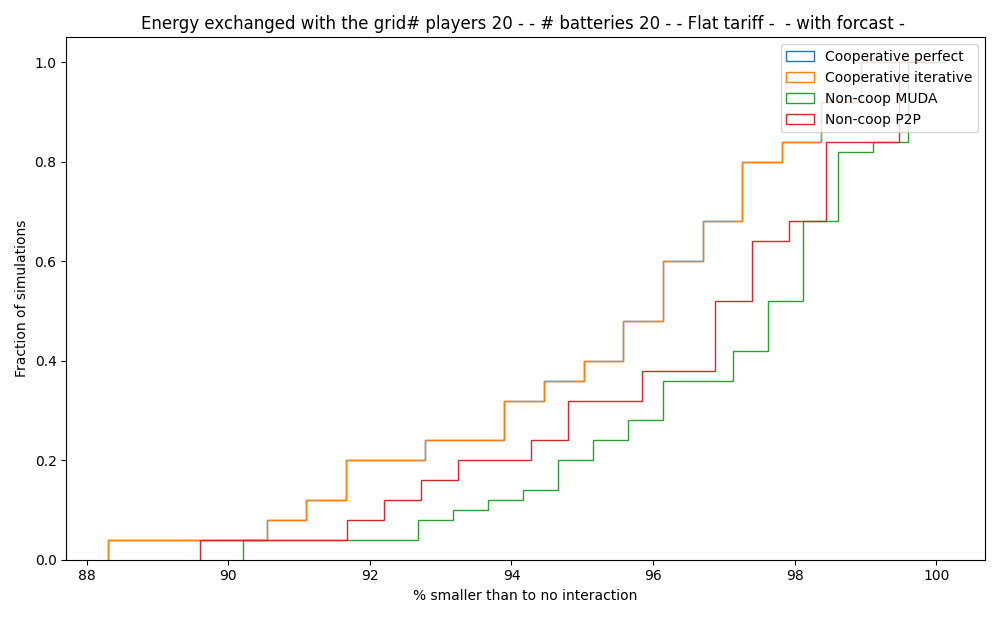 Energy exchanged with the grid# players 20 - - # batteries 20 - - Flat tariff -  - with forcast -
Cooperative perfect
Cooperative iterative
Non-coop MUDA
Non-coop P2P
Fraction of simulations
1.0
0.8
0.6
0.4
0.2
0.0
88 90 92 94 96 98 100
% smaller than to no interaction